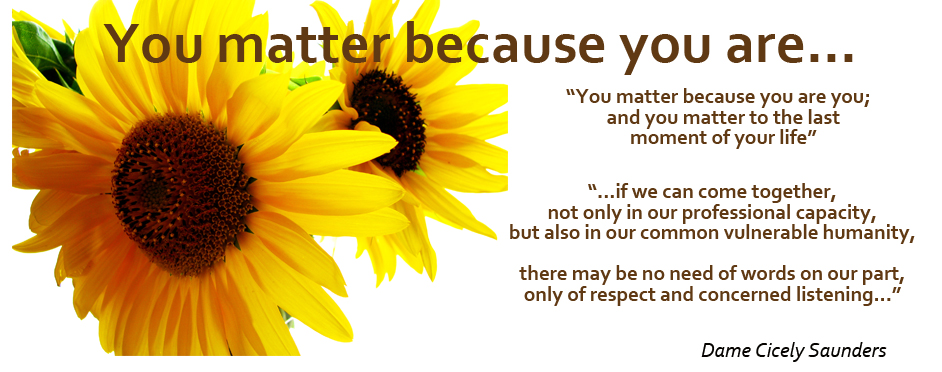 You matter because you are...
“You matter because you are you;
and you matter to the last
moment of your life”
“...if we can come together,
not only in our professional capacity,
but also in our common vulnerable humanity,
there may be no need of words on our part,
only of respect and concerned listening...”
Dame Cicely Saunders